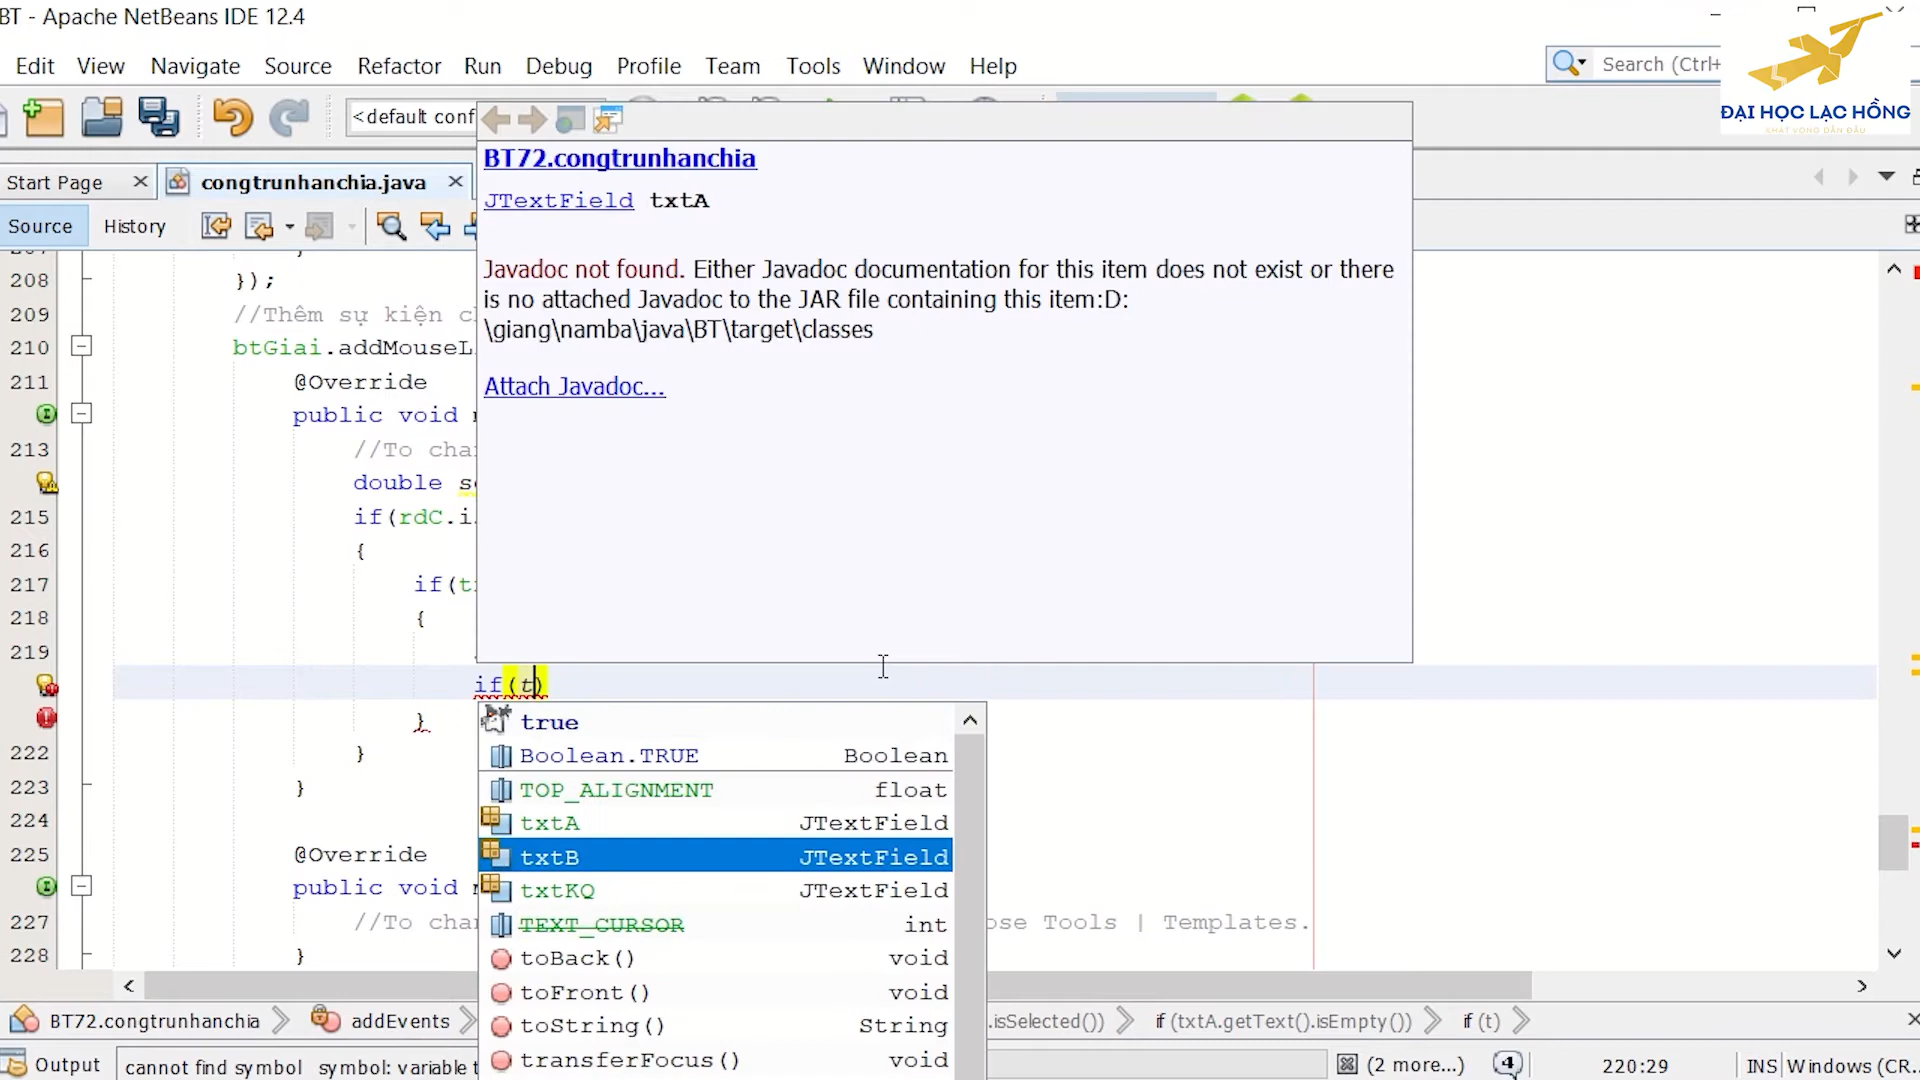 BT - Apache NetBeans IDE 12.4
Edit View Navigate Source Refactor Run Debug Profile Team Tools Window Help
Search (Ctrl+
ĐẠI HỌC LẠC HỒNG
KHÁT VỌNG DẪN ĐẦU
<default conf
BT72.congtrunhanchia
Start Page
congtrunhanchia.java
JTextField txtA
Source History
Javadoc not found. Either Javadoc documentation for this item does not exist or there
is no attached Javadoc to the JAR file containing this item:D:
\giang\namba\java\BT\target\classes
Attach Javadoc...
208 });
209 //Thêm sự kiện c
210 btGiai.addMouseL
211 @Override
public void
213 //To cha
double s
215 if(rdC.i
216 {
217 if(t
218 {
219
if(t)
}
222 }
223 }
224
225 @Override
public void
227 //To cha ose Tools | Templates.
228 }
true
Boolean.TRUE Boolean
TOP_ALIGNMENT float
txtA JTextField
txtB JTextField
txtKQ JTextField
TEXT_CURSOR int
toBack() void
toFront() void
toString() String
transferFocus() void
BT72.congtrunhanchia addEvents .isSelected()) if (txtA.getText().isEmpty()) if (t)
Output cannot find symbol symbol: variable t (2 more...) 4 220:29 INS Windows (CR...